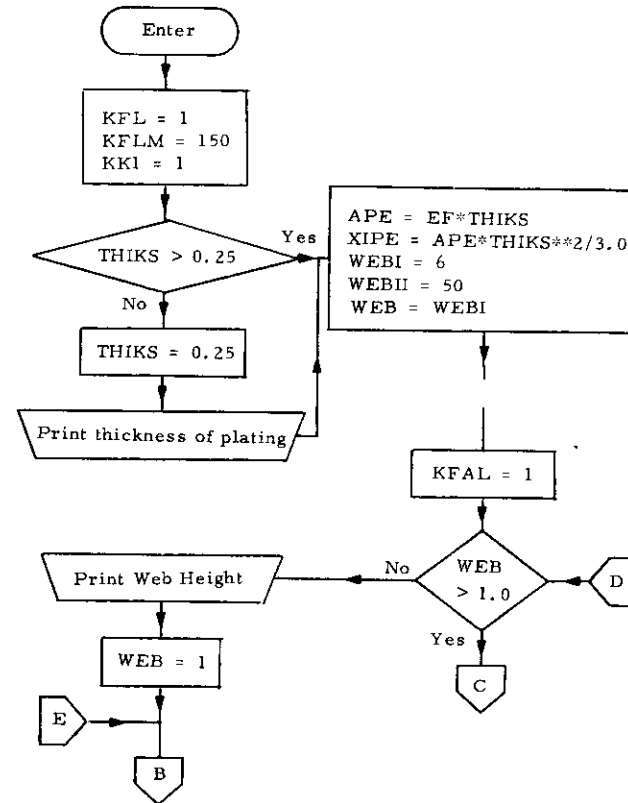 Enter
KFL = 1
KFLM = 150
KKI = 1
THIKS > 0.25
Yes
No
THIKS = 0.25
Print thickness of plating
APE = EF*THIKS
XIPE = APE*THIKS**2/3.0
WEBI = 6
WEBII = 50
WEB = WEBI
KFAL = 1
WEB
> 1.0
D
No
Yes
C
Print Web Height
WEB = 1
E
B